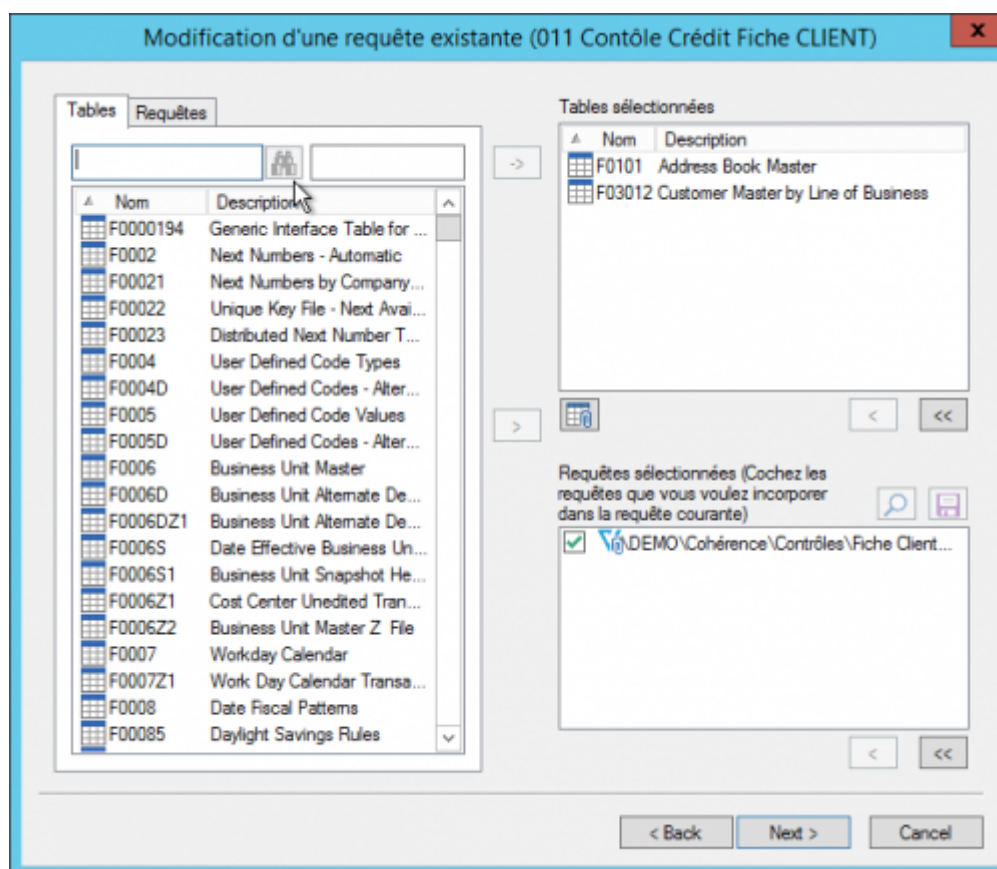 Modification d'une requête existante (011 Contôle Crédit Fiche CLIENT)
x
Tables Requêtes
Nom Description
F0000194 Generic Interface Table for ...
F0002 Next Numbers - Automatic
F00021 Next Numbers by Company...
F00022 Unique Key File - Next Avai...
F00023 Distributed Next Number T...
F0004 User Defined Code Types
F0004D User Defined Codes - Alter...
F0005 User Defined Code Values
F0005D User Defined Codes - Alter...
F0006 Business Unit Master
F0006D Business Unit Alternate De...
F0006DZ1 Business Unit Alternate De...
F0006S Date Effective Business Un...
F0006S1 Business Unit Snapshot He...
F0006Z1 Cost Center Unedited Tran...
F0006Z2 Business Unit Master Z File
F0007 Workday Calendar
F0007Z1 Work Day Calendar Transa...
F0008 Date Fiscal Patterns
F00085 Daylight Savings Rules
->
>
Tables sélectionnées
Nom Description
F0101 Address Book Master
F03012 Customer Master by Line of Business
< <<
Requêtes sélectionnées (Cochez les
requêtes que vous voulez incorporer
dans la requête courante)
\DEMO\Cohérence\Contrôles\Fiche Client...
< <<
< Back Next > Cancel